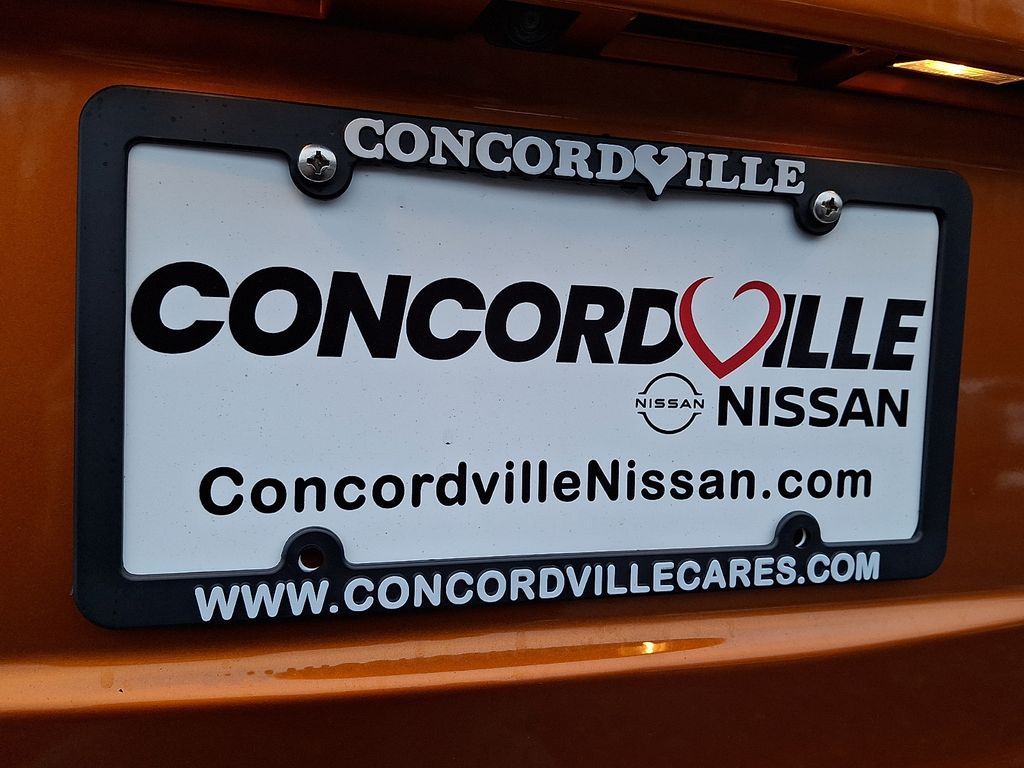 CONCORDVILLE
CONCORDVILLE
NISSAN NISSAN
ConcordvilleNissan.com
WWW.CONCORDVILLECARES.COM